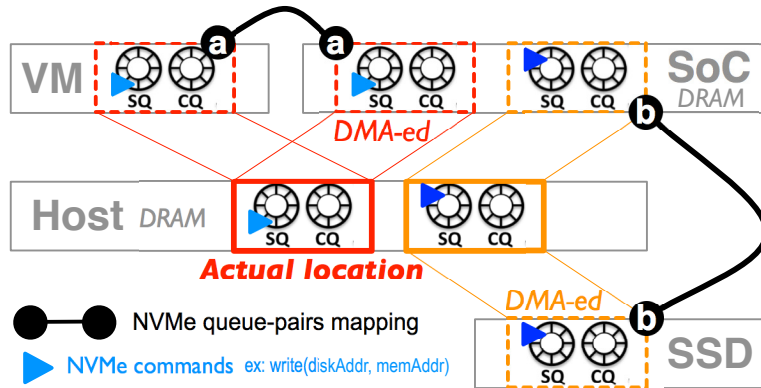 a a
VM SQ CQ SQ CQ SQ CQ SoC
DRAM
DMA-ed
b
Host DRAM SQ CQ SQ CQ
Actual location
DMA-ed
b
NVMe queue-pairs mapping
SQ CQ SSD
NVMe commands ex: write(diskAddr, memAddr)